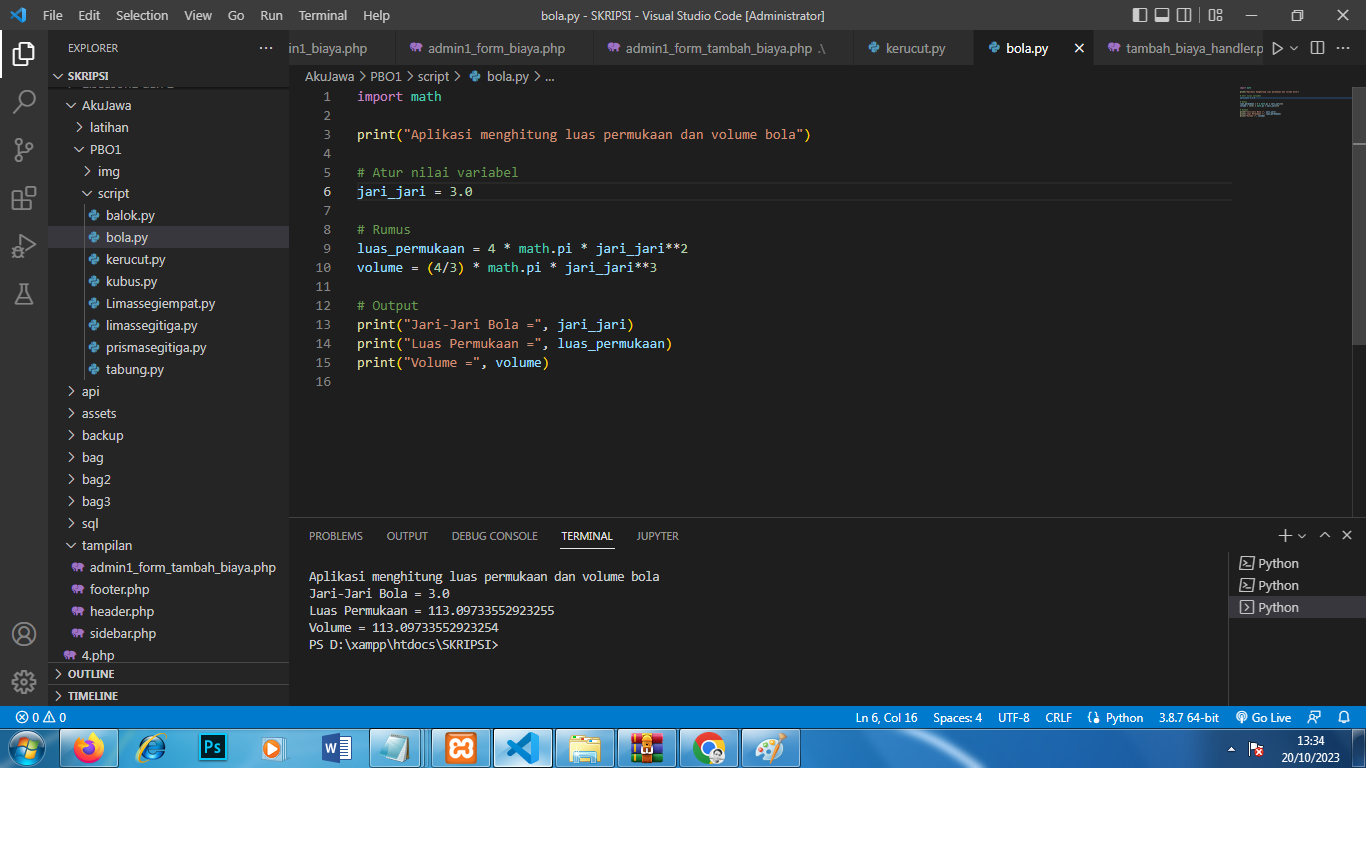 File Edit Selection View Go Run Terminal Help
bola.py - SKRIPSI - Visual Studio Code [Administrator]
EXPLORER
in1_biaya.php
admin1_form_biaya.php
admin1_form_tambah_biaya.php .\
kerucut.py
bola.py
tambah_biaya_handler.p
SKRIPSI
AkuJawa
latihan
PBO1
img
script
balok.py
bola.py
kerucut.py
kubus.py
Limassegiempat.py
limassegitiga.py
prismasegitiga.py
tabung.py
api
assets
backup
bag
bag2
bag3
sql
tampilan
admin1_form_tambah_biaya.php
footer.php
header.php
sidebar.php
4.php
OUTLINE
TIMELINE
AkuJawa > PBO1 > script > bola.py > ...
1 import math
2
3 print("Aplikasi menghitung luas permukaan dan volume bola")
4
5 # Atur nilai variabel
6 jari_jari = 3.0
7
8 # Rumus
9 luas_permukaan = 4 * math.pi * jari_jari**2
10 volume = (4/3) * math.pi * jari_jari**3
11
12 # Output
13 print("Jari-Jari Bola =", jari_jari)
14 print("Luas Permukaan =", luas_permukaan)
15 print("Volume =", volume)
16
PROBLEMS OUTPUT DEBUG CONSOLE TERMINAL JUPYTER
Aplikasi menghitung luas permukaan dan volume bola
Jari-Jari Bola = 3.0
Luas Permukaan = 113.09733552923255
Volume = 113.09733552923254
PS D:\xampp\htdocs\SKRIPSI>
Python
Python
Python
0 0
Ln 6, Col 16 Spaces: 4 UTF-8 CRLF Python 3.8.7 64-bit Go Live
Ps
W
13:34
20/10/2023